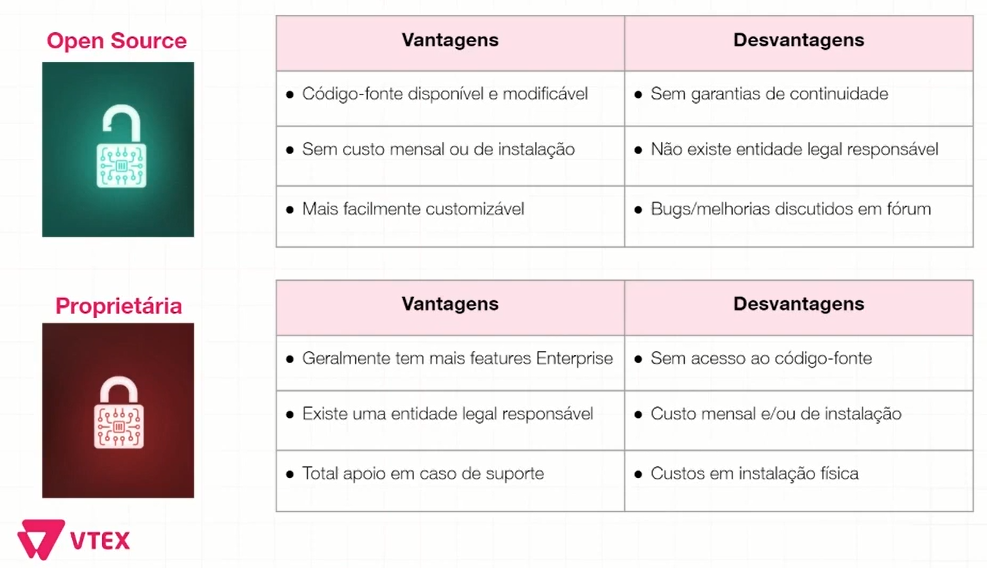 Open Source
Vantagens
Desvantagens
● Código-fonte disponível e modificável
● Sem garantias de continuidade
● Sem custo mensal ou de instalação
● Não existe entidade legal responsável
● Mais facilmente customizável
● Bugs/melhorias discutidos em fórum
Proprietária
Vantagens
Desvantagens
● Geralmente tem mais features Enterprise
● Sem acesso ao código-fonte
● Existe uma entidade legal responsável
● Custo mensal e/ou de instalação
● Total apoio em caso de suporte
● Custos em instalação física
VTEX